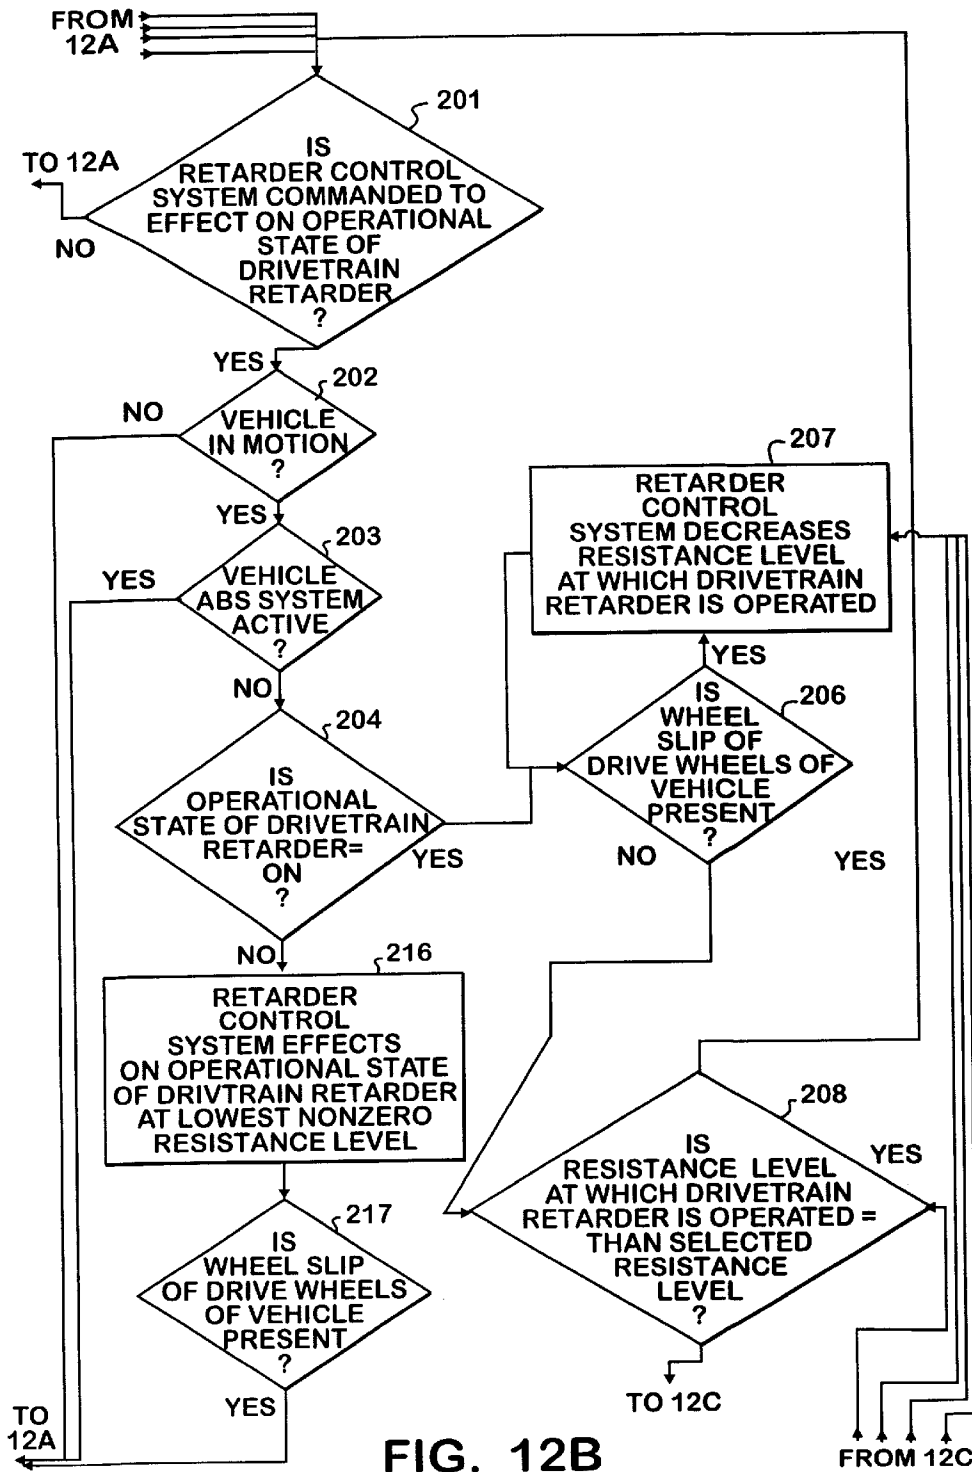 FROM
12A
201
IS
RETARDER CONTROL
SYSTEM COMMANDED TO
EFFECT ON OPERATIONAL
STATE OF
DRIVETRAIN
RETARDER
?
TO 12A
NO
YES
202
VEHICLE
IN MOTION
?
NO
YES
203
VEHICLE
ABS SYSTEM
ACTIVE
?
YES
NO
204
IS
OPERATIONAL
STATE OF DRIVETRAIN
RETARDER=
ON
?
YES
NO
207
RETARDER
CONTROL
SYSTEM DECREASES
RESISTANCE LEVEL
AT WHICH DRIVETRAIN
RETARDER IS OPERATED
YES
206
IS
WHEEL
SLIP OF
DRIVE WHEELS OF
VEHICLE
PRESENT
?
NO
YES
216
RETARDER
CONTROL
SYSTEM EFFECTS
ON OPERATIONAL STATE
OF DRIVTRAIN RETARDER
AT LOWEST NONZERO
RESISTANCE LEVEL
217
IS
WHEEL SLIP
OF DRIVE WHEELS
OF VEHICLE
PRESENT
?
YES
208
IS
RESISTANCE LEVEL
AT WHICH DRIVETRAIN
RETARDER IS OPERATED =
THAN SELECTED
RESISTANCE
LEVEL
?
YES
TO 12C
TO
12A
FROM 12C
FIG. 12B